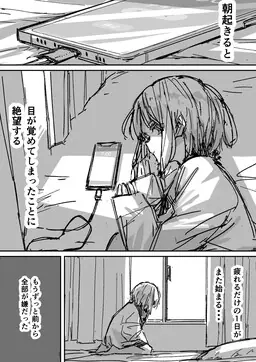 朝起きると
目が覚めてしまったことに
絶望する
疲れるだけの1日が
また始まる・・・
もうずっと前から
全部が嫌だった